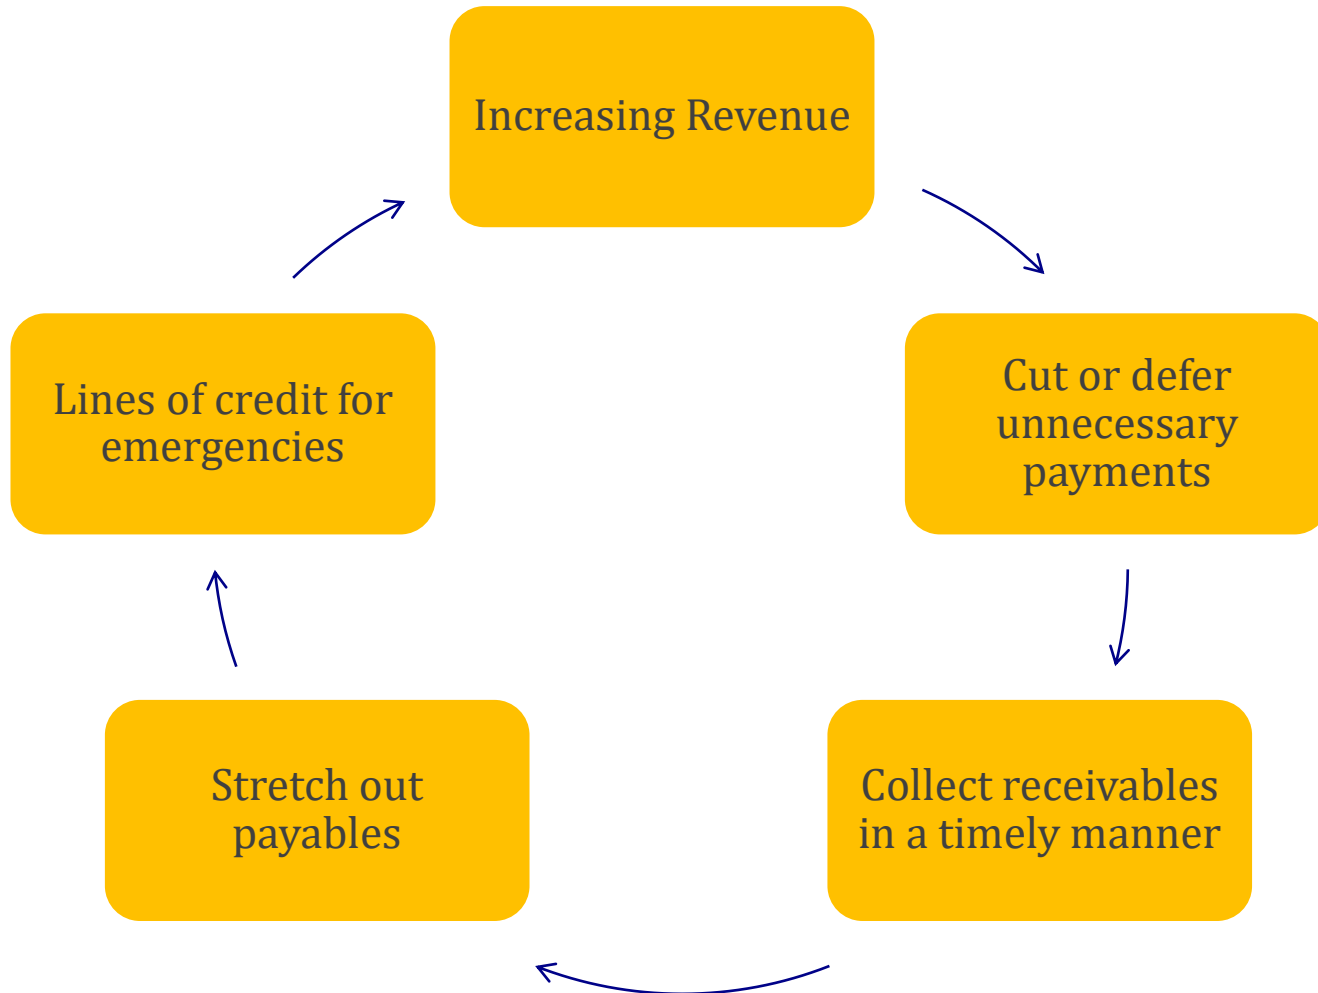 Increasing Revenue
Lines of credit for
emergencies
Cut or defer
unnecessary
payments
Stretch out
payables
Collect receivables
in a timely manner